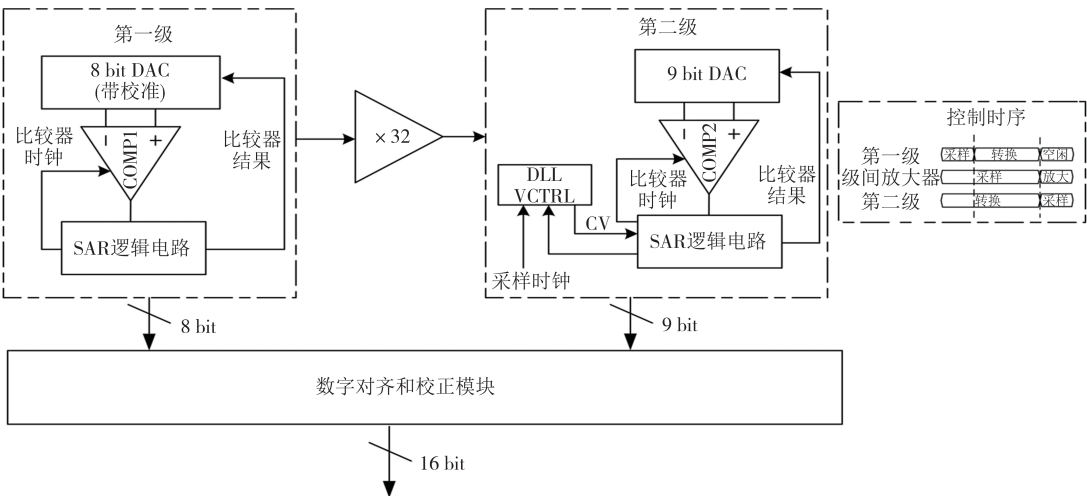 第一级
8 bit DAC
(带校准)
− +
COMP1
比较器
时钟
比较器
结果
SAR逻辑电路
× 32
第二级
9 bit DAC
− +
COMP2
比较器
时钟
比较器
结果
DLL
VCTRL
CV
SAR逻辑电路
采样时钟
控制时序
第一级 采样 转换 空闲
级间放大器 采样 放大
第二级 转换 采样
8 bit
9 bit
数字对齐和校正模块
16 bit